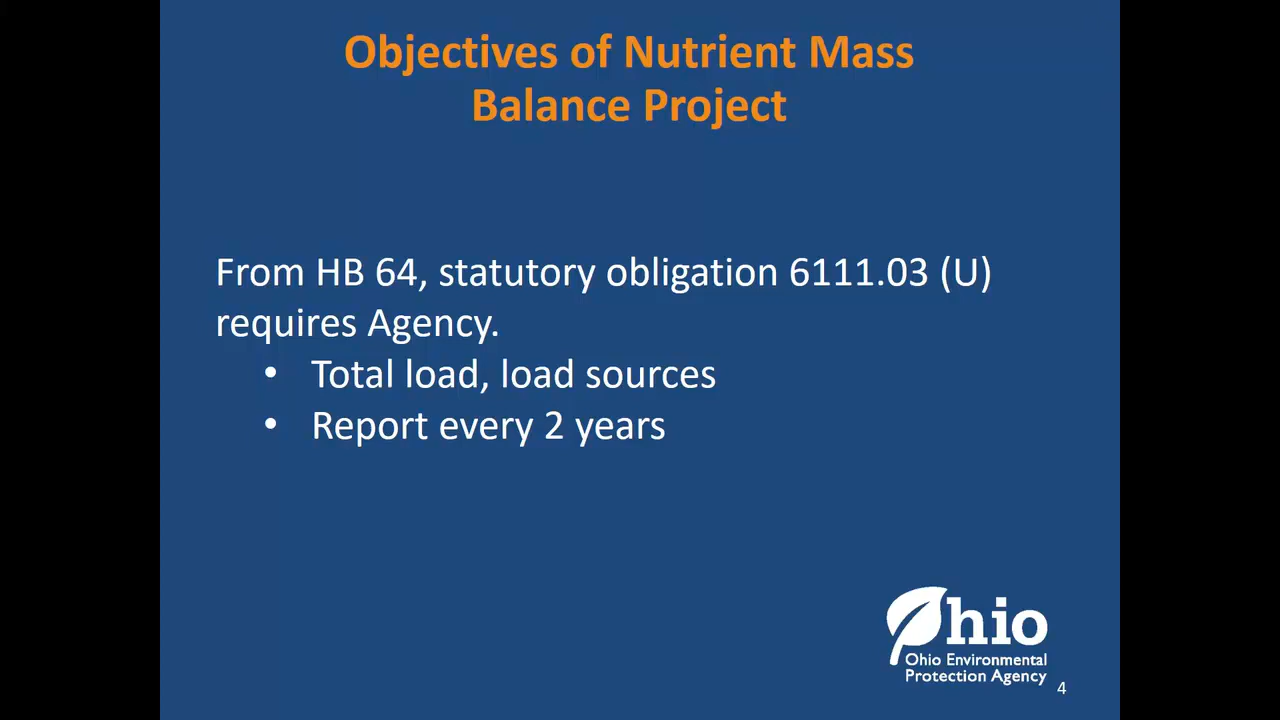 Objectives of Nutrient Mass
Balance Project
From HB 64, statutory obligation 6111.03 (U)
requires Agency.
• Total load, load sources
• Report every 2 years
Ohio
Ohio Environmental
Protection Agency
4